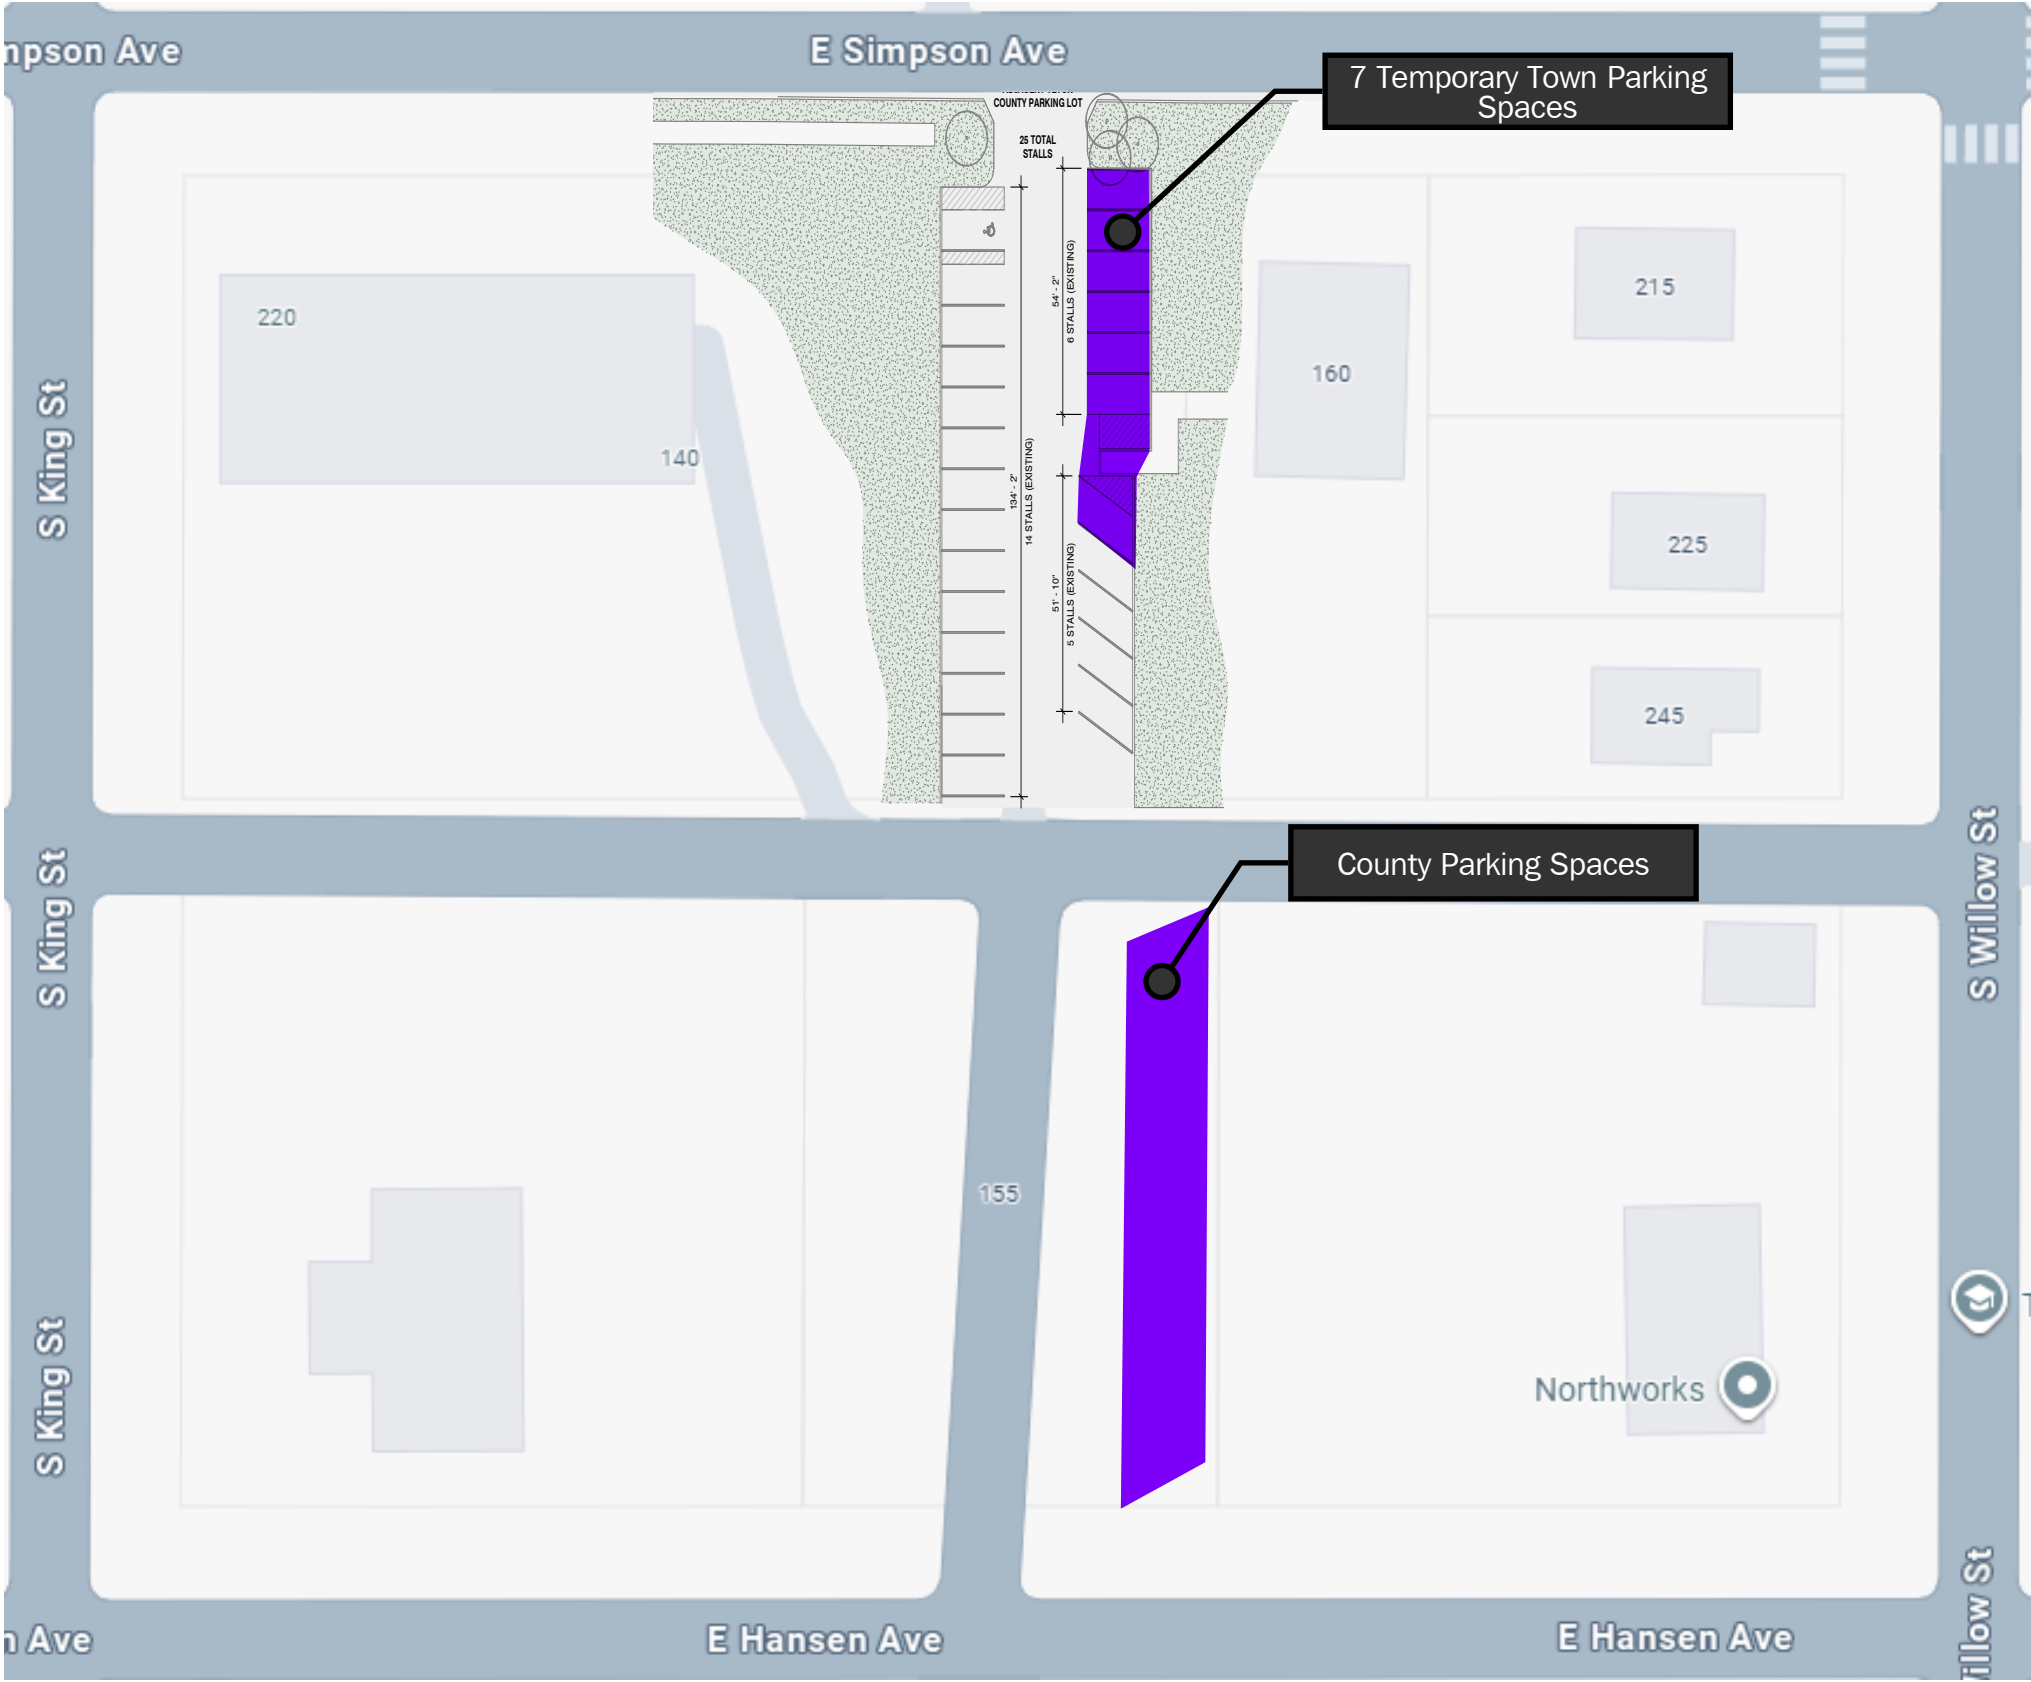 mpson Ave
E Simpson Ave
7 Temporary Town Parking
Spaces
COUNTY PARKING LOT
25 TOTAL
STALLS
54' - 2"
6 STALLS (EXISTING)
134' - 2"
14 STALLS (EXISTING)
51' - 10"
5 STALLS (EXISTING)
220
140
160
215
225
245
S King St
S King St
S King St
S Willow St
County Parking Spaces
155
Northworks
T
n Ave
E Hansen Ave
E Hansen Ave
illow St